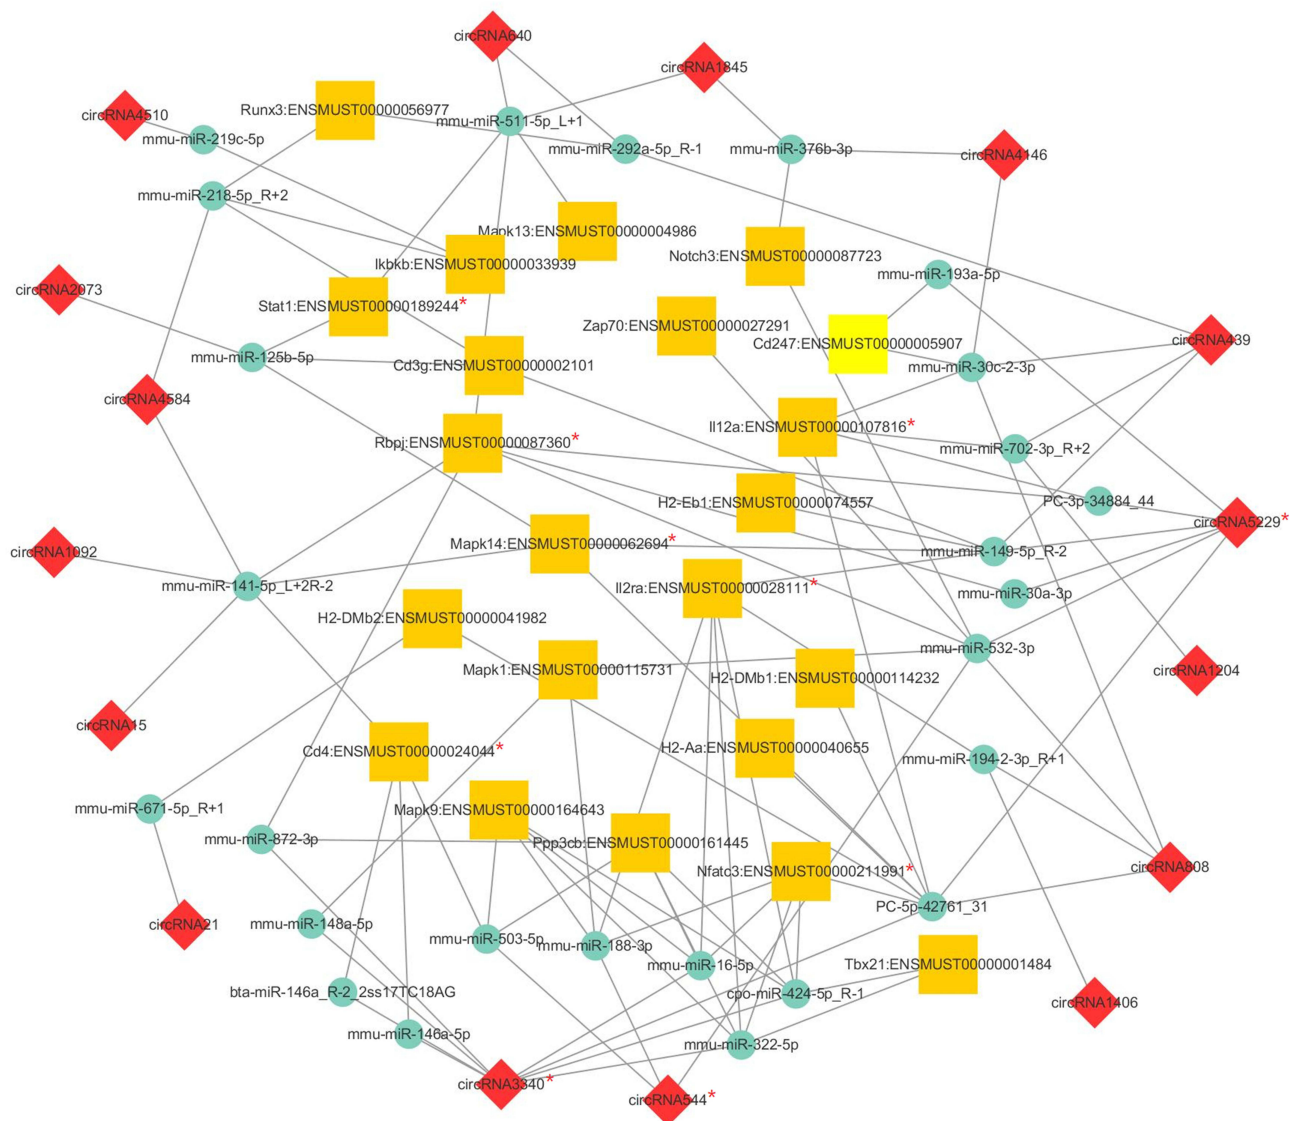 circRNA640
circRNA1845
Runx3:ENSMUST00000056977
circRNA4510
mmu-miR-511-5p_L+1
mmu-miR-219c-5p
mmu-miR-292a-5p_R-1
mmu-miR-376b-3p
circRNA4146
mmu-miR-218-5p_R+2
Mapk13:ENSMUST00000004986
Notch3:ENSMUST00000087723
Ikbkb:ENSMUST00000033939
mmu-miR-193a-5p
circRNA2073
Stat1:ENSMUST00000189244*
Zap70:ENSMUST00000027291
Cd247:ENSMUST00000005907
circRNA439
mmu-miR-125b-5p
Cd3g:ENSMUST00000002101
mmu-miR-30c-2-3p
circRNA4584
Il12a:ENSMUST00000107816*
Rbpj:ENSMUST00000087360*
mmu-miR-702-3p_R+2
H2-Eb1:ENSMUST00000074557
PC-3p-34884_44
circRNA5229*
Mapk14:ENSMUST00000062694*
circRNA1092
mmu-miR-149-5p_R-2
mmu-miR-141-5p_L+2R-2
Il2ra:ENSMUST00000028111*
mmu-miR-30a-3p
H2-DMb2:ENSMUST00000041982
mmu-miR-532-3p
Mapk1:ENSMUST00000115731
H2-DMb1:ENSMUST00000114232
circRNA1204
circRNA15
Cd4:ENSMUST00000024044*
H2-Aa:ENSMUST00000040655
mmu-miR-194-2-3p_R+1
mmu-miR-671-5p_R+1
Mapk9:ENSMUST00000164643
mmu-miR-872-3p
Ppp3cb:ENSMUST00000161445
Nfatc3:ENSMUST00000211991*
circRNA808
PC-5p-42761_31
circRNA21
mmu-miR-148a-5p
mmu-miR-503-5p
mmu-miR-188-3p
mmu-miR-16-5p
Tbx21:ENSMUST00000001484
bta-miR-146a_R-2_2ss17TC18AG
cpo-miR-424-5p_R-1
circRNA1406
mmu-miR-146a-5p
mmu-miR-322-5p
circRNA3340*
circRNA544*